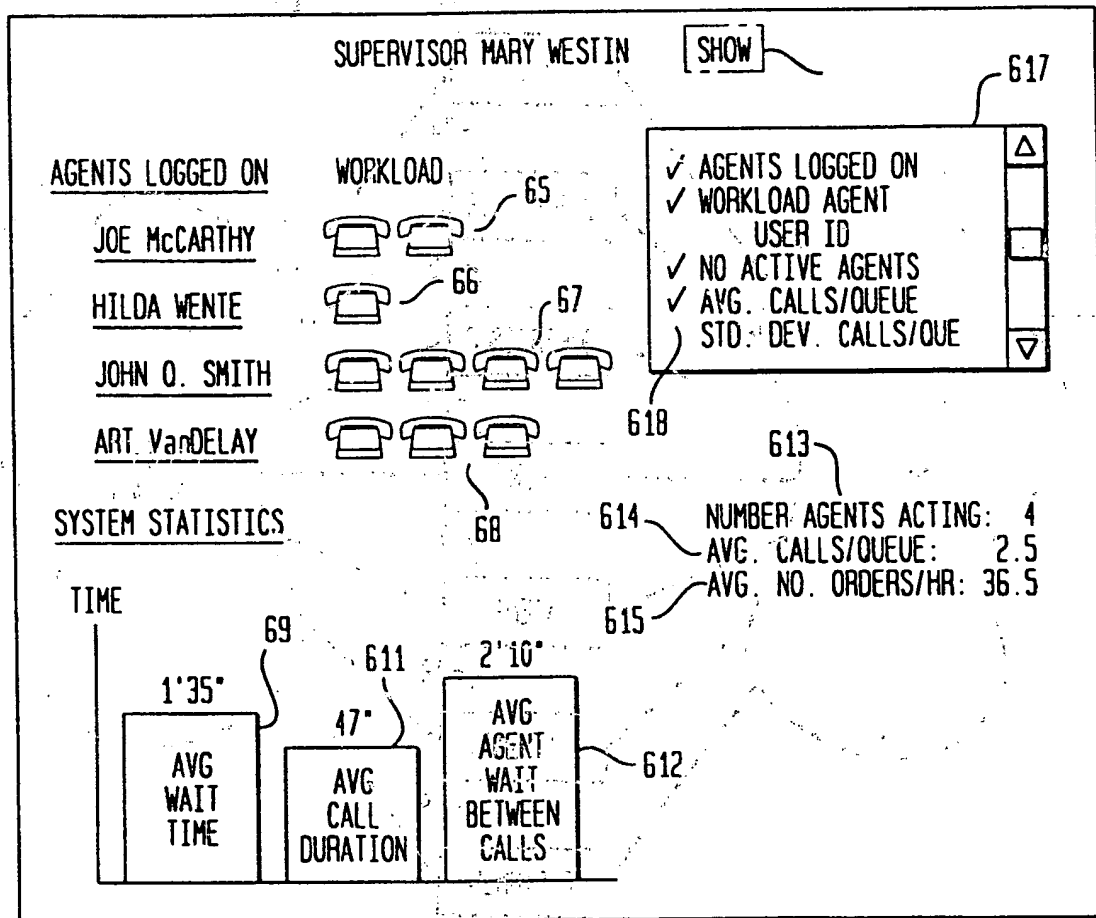 SUPERVISOR MARY WESTIN SHOW
617
AGENTS LOGGED ON WORKLOAD
JOE McCARTHY 65
HILDA WENTE 66
JOHN O. SMITH 67
ART VanDELAY 68
✓ AGENTS LOGGED ON
✓ WORKLOAD AGENT
USER ID
✓ NO ACTIVE AGENTS
✓ AVG. CALLS/QUEUE
STD. DEV. CALLS/QUE
618
613
SYSTEM STATISTICS
NUMBER AGENTS ACTING: 4
614 AVG. CALLS/QUEUE: 2.5
615 AVG. NO. ORDERS/HR: 36.5
TIME
1'35" 69
AVG
WAIT
TIME
47" 611
AVG
CALL
DURATION
2'10" 612
AVG
AGENT
WAIT
BETWEEN
CALLS